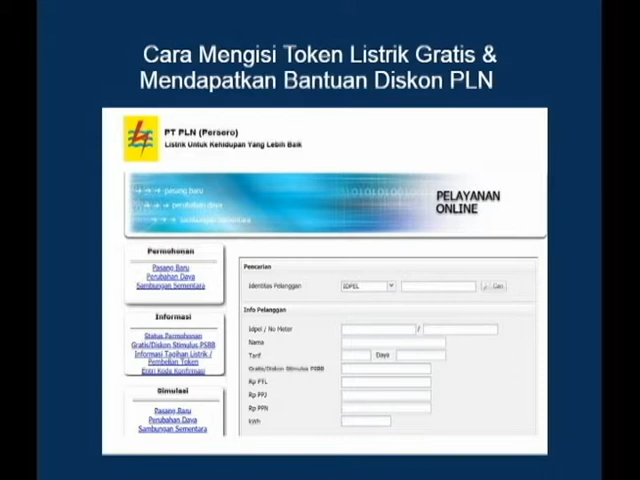 Cara Mengisi Token Listrik Gratis &
Mendapatkan Bantuan Diskon PLN
PT PLN (Persero)
Listrik Untuk Kehidupan Yang Lebih Baik
pasang baru
perubahan daya
sambungan sementara
PELAYANAN
ONLINE
Permohonan
Pasang Baru
Perubahan Daya
Sambungan Sementara
Informasi
Status Permohonan
Gratis/Diskon Stimulus PSBB
Informasi Tagihan Listrik /
Pembelian Token
Entri Kode Konfirmasi
Simulasi
Pasang Baru
Perubahan Daya
Sambungan Sementara
Pencarian
Identitas Pelanggan IDPEL Cari
Info Pelanggan
Idpel / No Meter /
Nama
Tarif Daya
Gratis/Diskon Stimulus PSBB
Rp PTL
Rp PPJ
Rp PPN
kWh